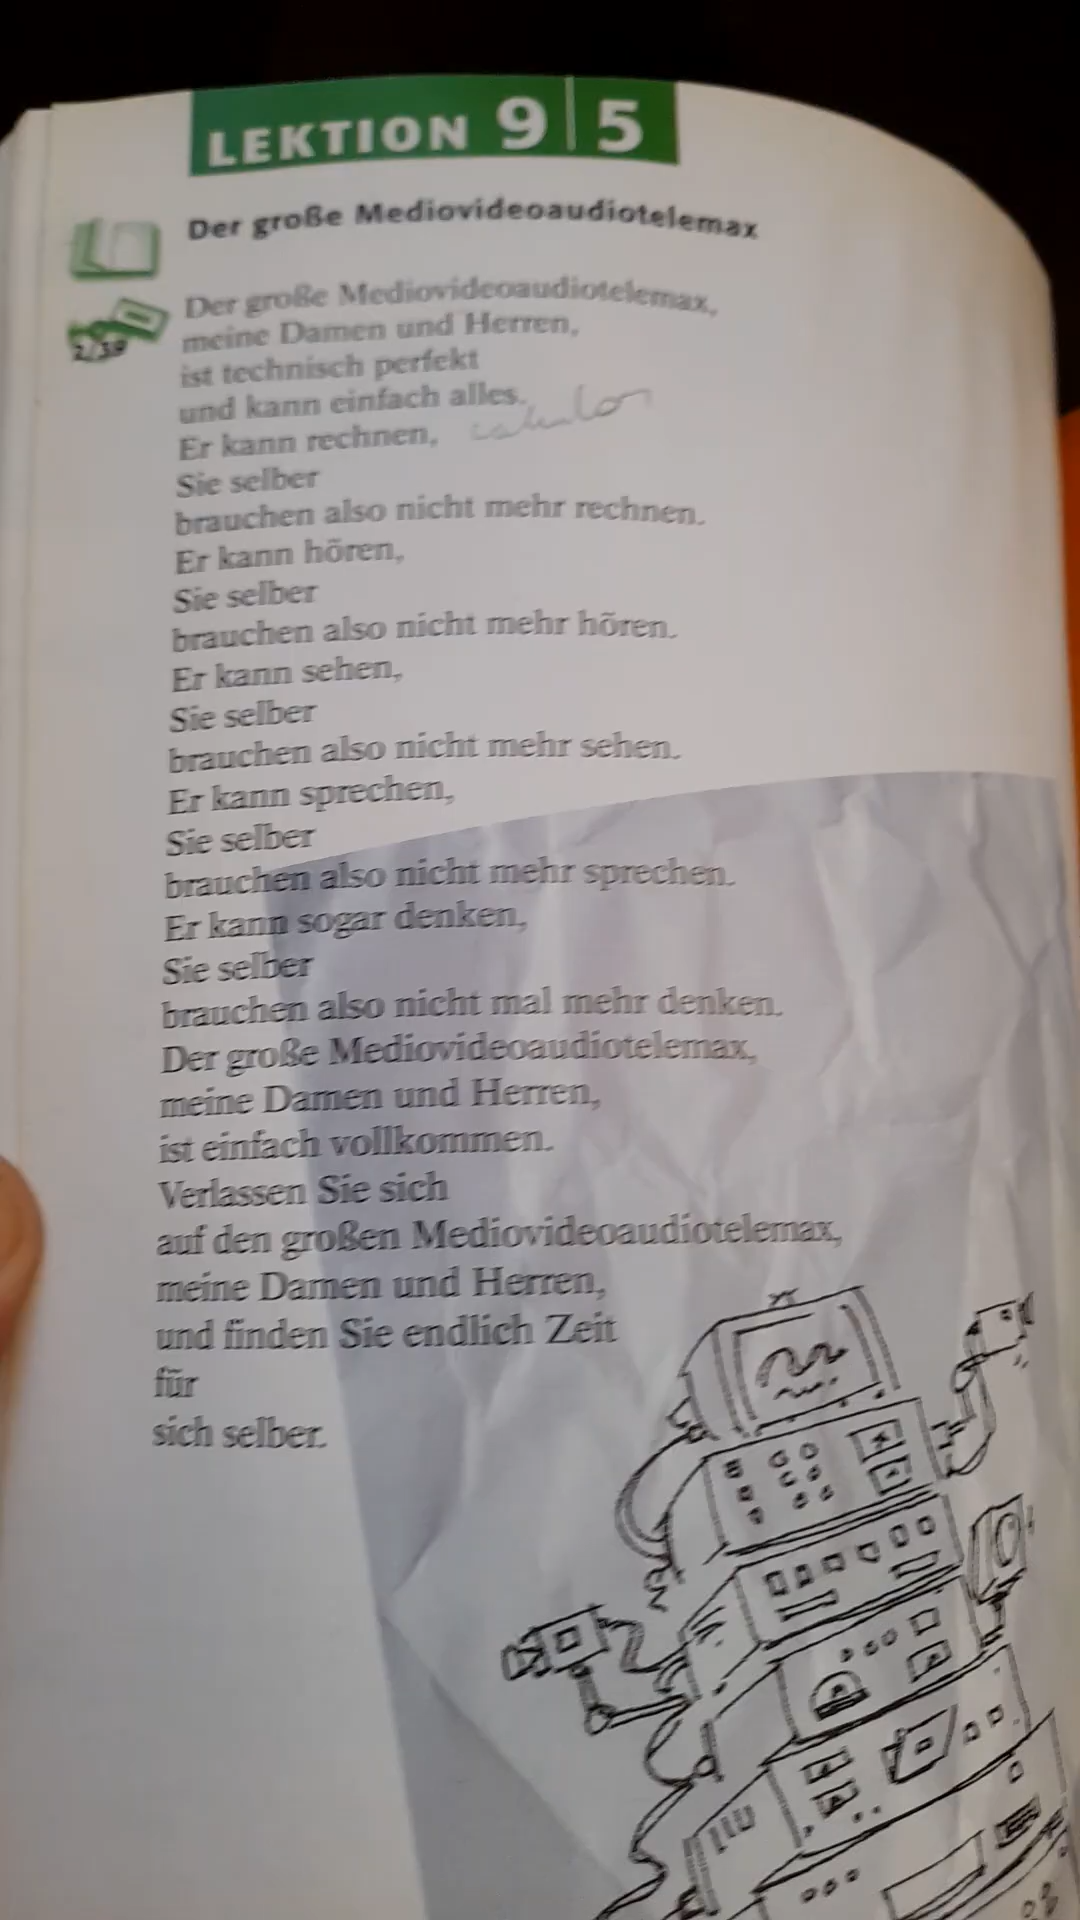 LEKTION 9|5
Der große Mediovideoaudiotelemax
2/39
Der große Mediovideoaudiotelemax,
meine Damen und Herren,
ist technisch perfekt
und kann einfach alles.
Er kann rechnen,
Sie selber
brauchen also nicht mehr rechnen.
Er kann hören,
Sie selber
brauchen also nicht mehr hören.
Er kann sehen,
Sie selber
brauchen also nicht mehr sehen.
Er kann sprechen,
Sie selber
brauchen also nicht mehr sprechen.
Er kann sogar denken,
Sie selber
brauchen also nicht mal mehr denken.
Der große Mediovideoaudiotelemax,
meine Damen und Herren,
ist einfach vollkommen.
Verlassen Sie sich
auf den großen Mediovideoaudiotelemax,
meine Damen und Herren,
und finden Sie endlich Zeit
für
sich selber.